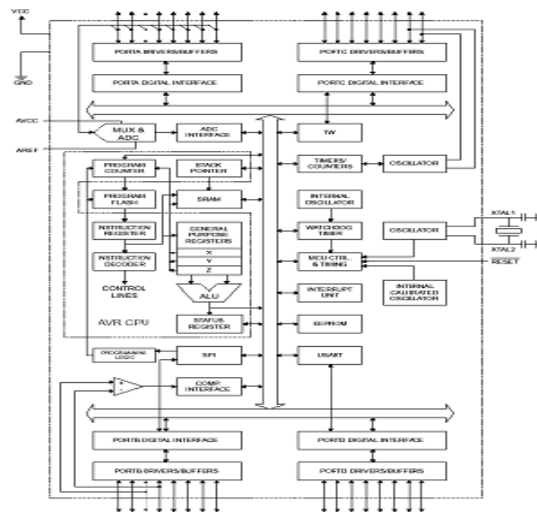 VCC
PORTA DRIVERS/BUFFERS
PORTC DRIVERS/BUFFERS
GND
PORTA DIGITAL INTERFACE
PORTC DIGITAL INTERFACE
AVCC
MUX &
ADC
ADC
INTERFACE
TWI
AREF
PROGRAM
COUNTER
STACK
POINTER
TIMERS/
COUNTERS
OSCILLATOR
PROGRAM
FLASH
SRAM
INTERNAL
OSCILLATOR
XTAL1
INSTRUCTION
REGISTER
GENERAL
PURPOSE
REGISTERS
WATCHDOG
TIMER
OSCILLATOR
X
XTAL2
INSTRUCTION
DECODER
Y
MCU CTRL.
& TIMING
RESET
Z
CONTROL
LINES
ALU
INTERRUPT
UNIT
INTERNAL
CALIBRATED
OSCILLATOR
AVR CPU
STATUS
REGISTER
EEPROM
PROGRAMMING
LOGIC
SPI
USART
+
-
COMP.
INTERFACE
PORTB DIGITAL INTERFACE
PORTD DIGITAL INTERFACE
PORTB DRIVERS/BUFFERS
PORTD DRIVERS/BUFFERS